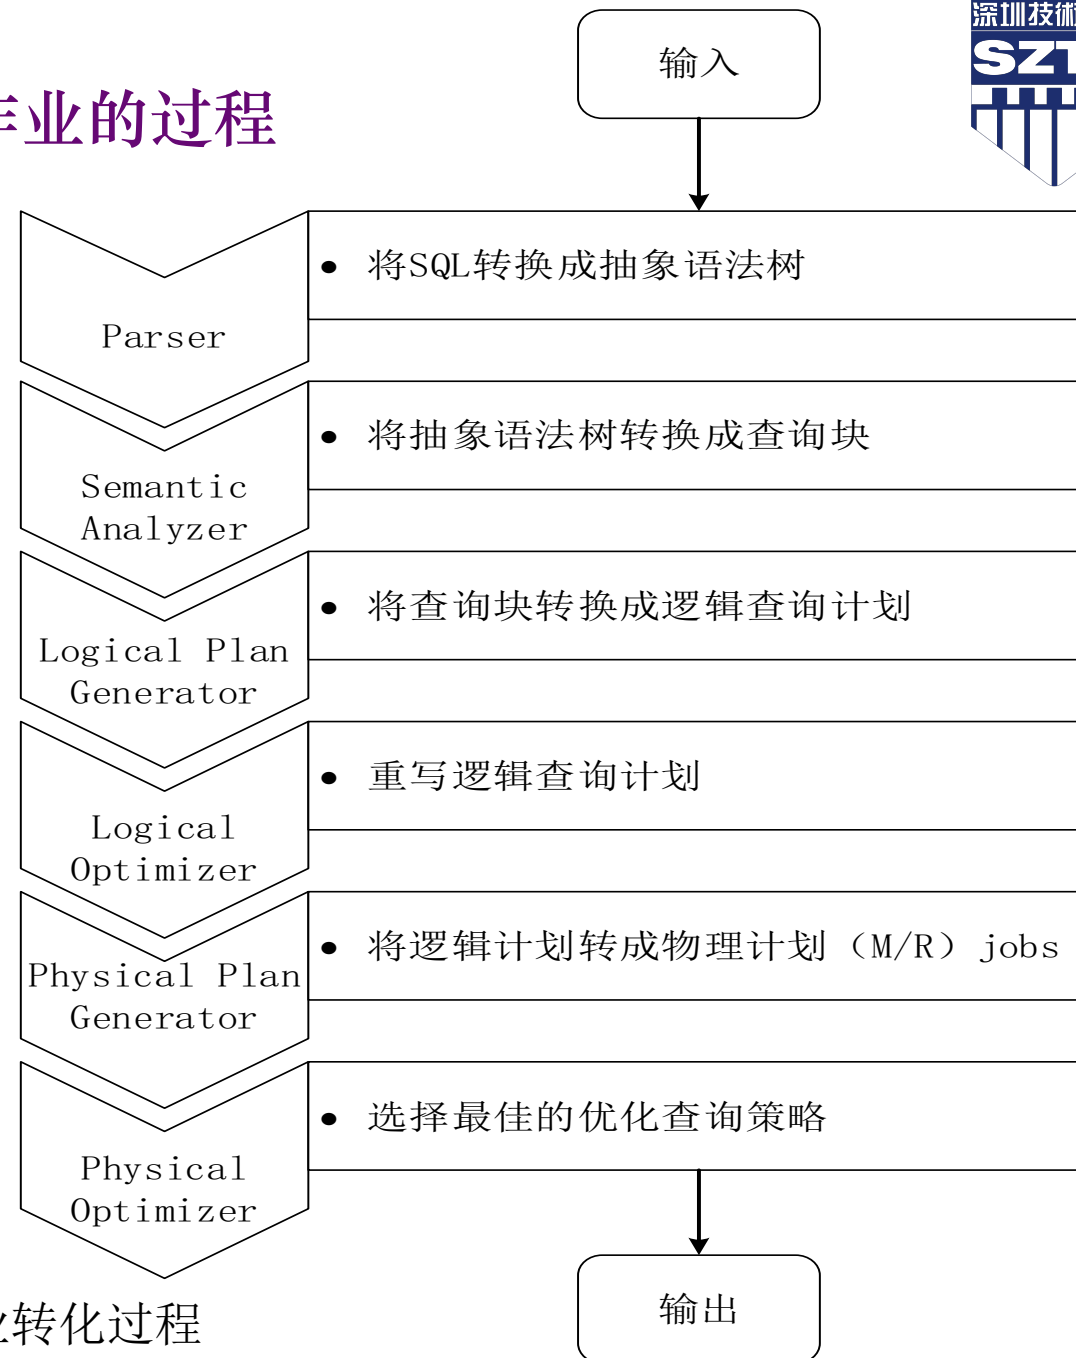 深圳技術
SZT
作业的过程
输入
Parser
● 将SQL转换成抽象语法树
Semantic
Analyzer
● 将抽象语法树转换成查询块
Logical Plan
Generator
● 将查询块转换成逻辑查询计划
Logical
Optimizer
● 重写逻辑查询计划
Physical Plan
Generator
● 将逻辑计划转成物理计划（M/R）jobs
Physical
Optimizer
● 选择最佳的优化查询策略
输出
业转化过程